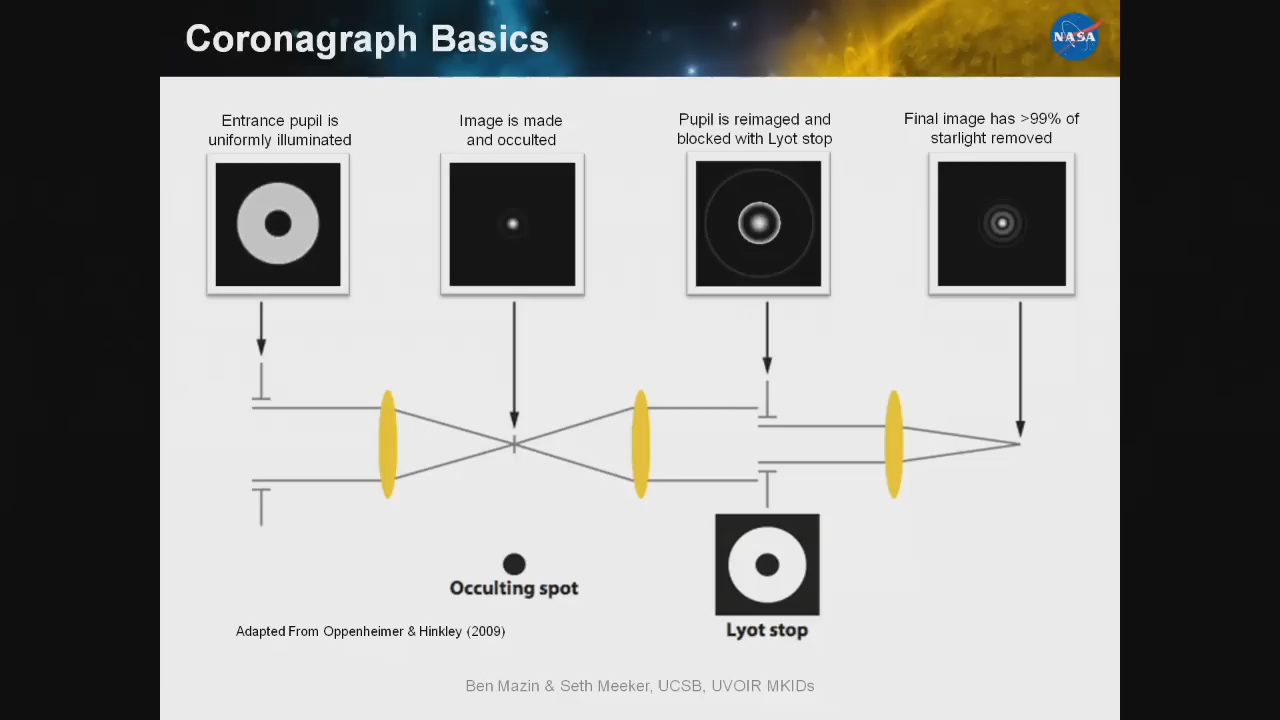 Coronagraph Basics
NASA
Entrance pupil is
uniformly illuminated
Image is made
and occulted
Pupil is reimaged and
blocked with Lyot stop
Final image has >99% of
starlight removed
Occulting spot
Lyot stop
Adapted From Oppenheimer & Hinkley (2009)
Ben Mazin & Seth Meeker, UCSB, UVOIR MKIDs